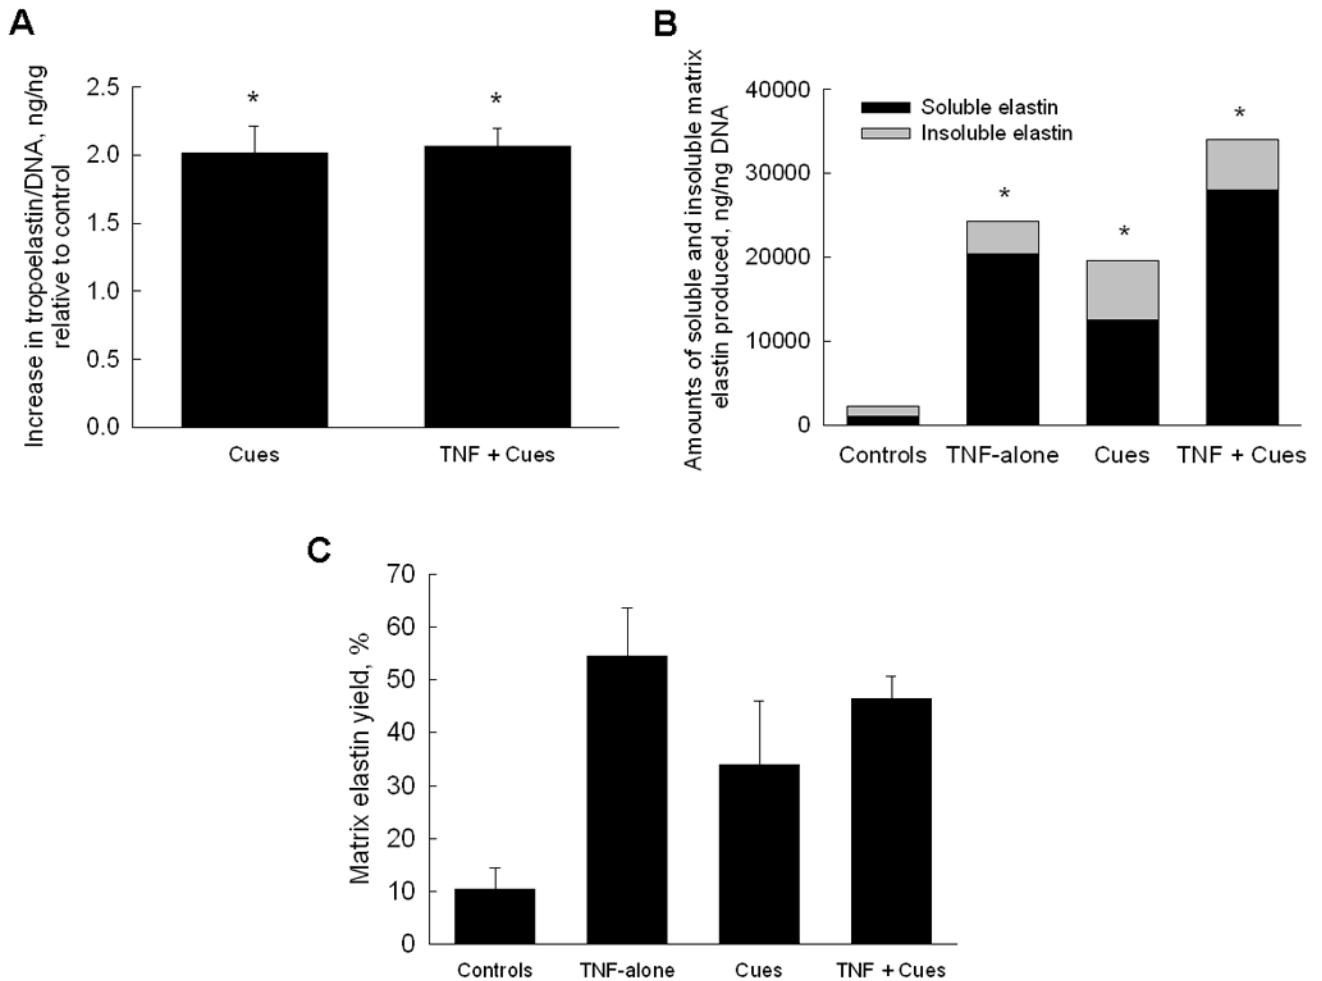 A
Increase in tropoelastin/DNA, ng/ng
relative to control
2.5
2.0
1.5
1.0
0.5
0.0
*
*
Cues
TNF + Cues
B
Amounts of soluble and insoluble matrix
elastin produced, ng/ng DNA
40000
30000
20000
10000
0
Soluble elastin
Insoluble elastin
*
*
*
Controls
TNF-alone
Cues
TNF + Cues
C
Matrix elastin yield, %
70
60
50
40
30
20
10
0
Controls
TNF-alone
Cues
TNF + Cues